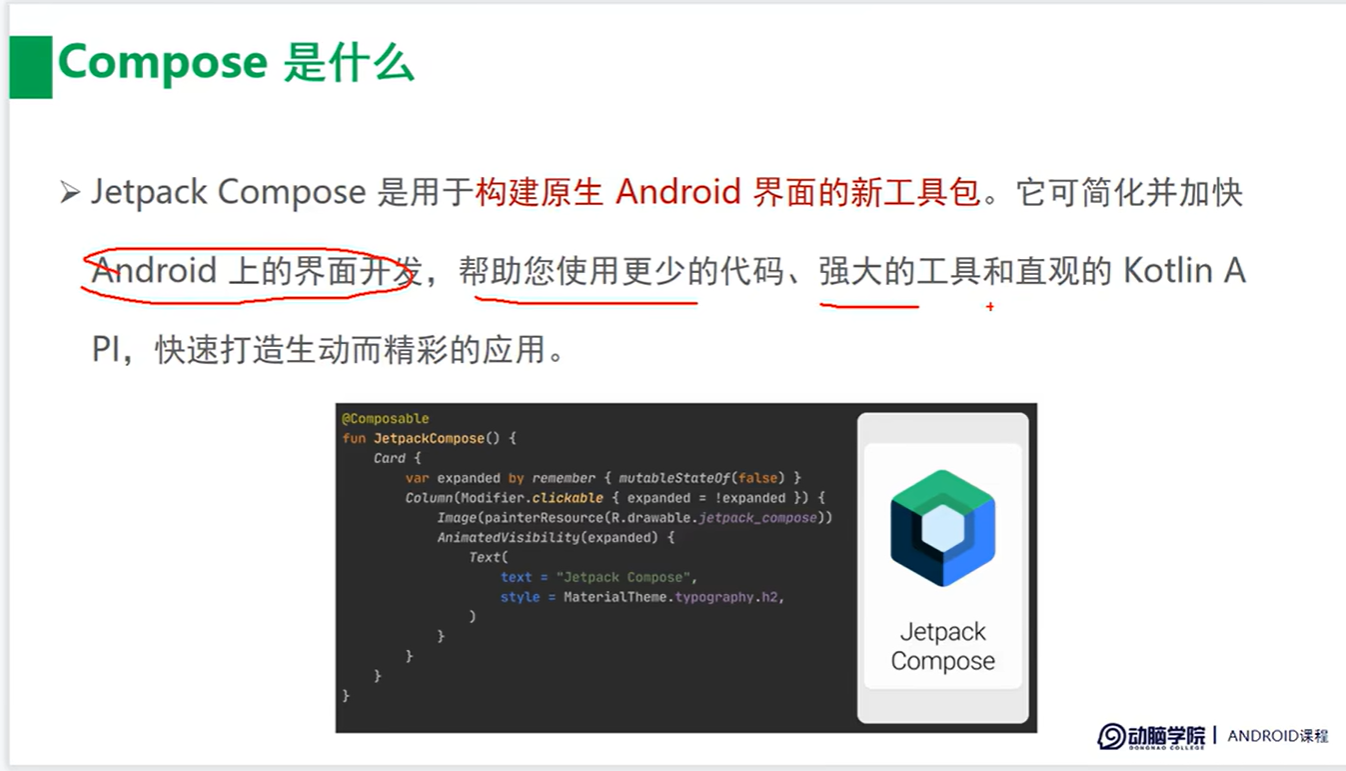 Compose 是什么
➢ Jetpack Compose 是用于构建原生 Android 界面的新工具包。它可简化并加快
Android 上的界面开发，帮助您使用更少的代码、强大的工具和直观的 Kotlin A
PI，快速打造生动而精彩的应用。
@Composable
fun JetpackCompose() {
    Card {
        var expanded by remember { mutableStateOf(false) }
        Column(Modifier.clickable { expanded = !expanded }) {
            Image(painterResource(R.drawable.jetpack_compose))
            AnimatedVisibility(expanded) {
                Text(
                    text = "Jetpack Compose",
                    style = MaterialTheme.typography.h2,
                )
            }
        }
    }
}
Jetpack
Compose
动脑学院 | ANDROID课程
DONGNAO COLLEGE